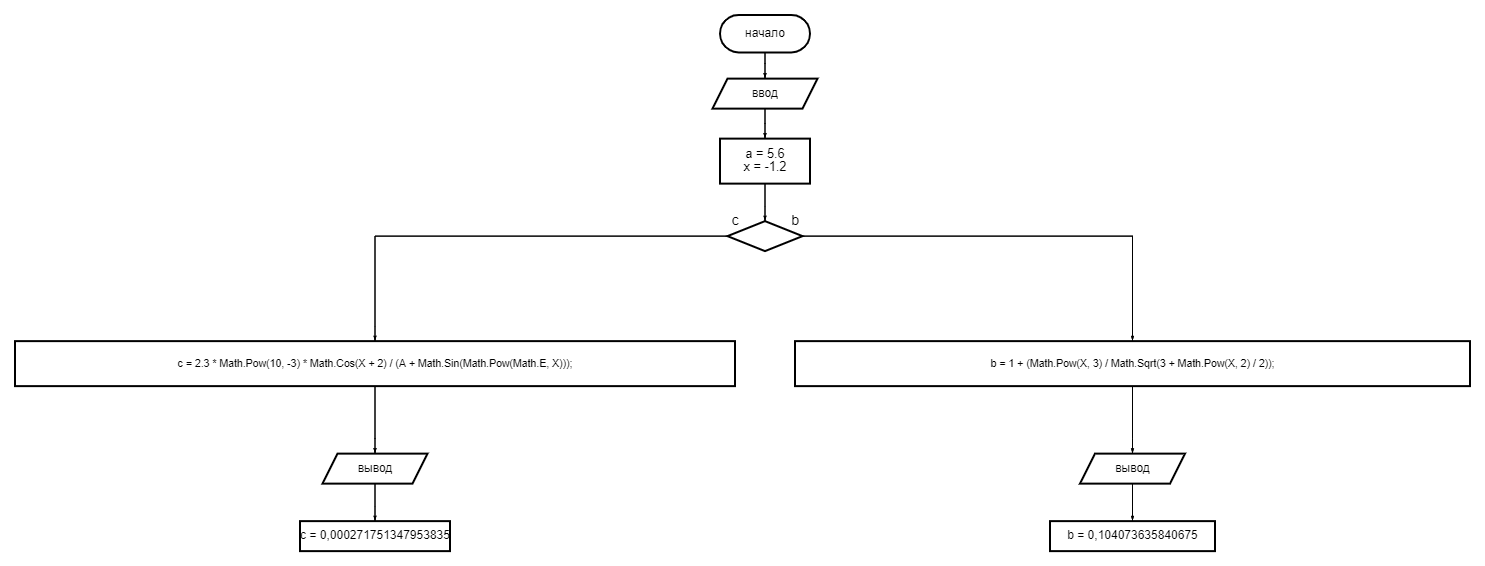 начало
ввод
a = 5.6
x = -1.2
c
b
c = 2.3 * Math.Pow(10, -3) * Math.Cos(X + 2) / (A + Math.Sin(Math.Pow(Math.E, X)));
b = 1 + (Math.Pow(X, 3) / Math.Sqrt(3 + Math.Pow(X, 2) / 2));
вывод
вывод
c = 0,000271751347953835
b = 0,104073635840675